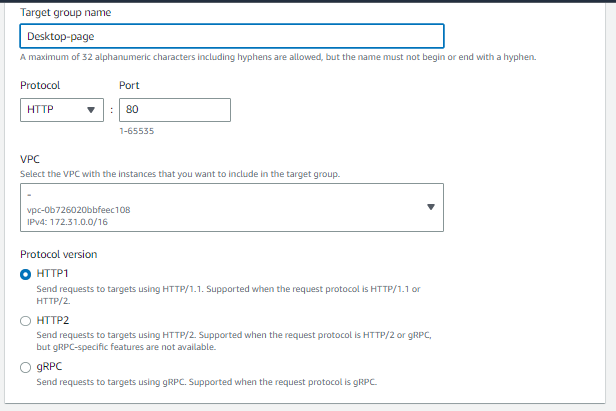 Target group name
Desktop-page
A maximum of 32 alphanumeric characters including hyphens are allowed, but the name must not begin or end with a hyphen.
Protocol Port
HTTP : 80
1-65535
VPC
Select the VPC with the instances that you want to include in the target group.
-
vpc-0b726020bbfeec108
IPv4: 172.31.0.0/16
Protocol version
HTTP1
Send requests to targets using HTTP/1.1. Supported when the request protocol is HTTP/1.1 or
HTTP/2.
HTTP2
Send requests to targets using HTTP/2. Supported when the request protocol is HTTP/2 or gRPC,
but gRPC-specific features are not available.
gRPC
Send requests to targets using gRPC. Supported when the request protocol is gRPC.